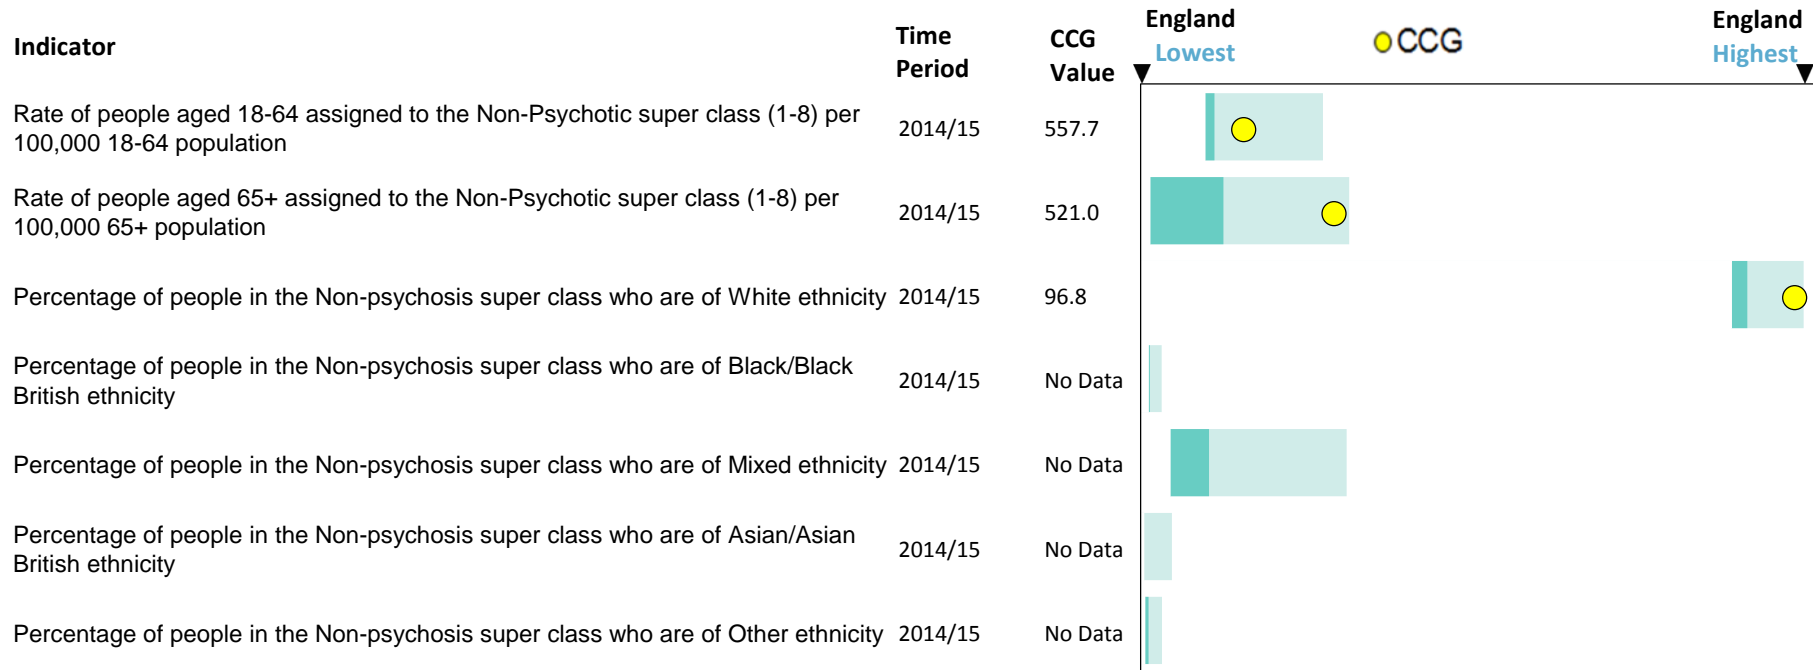 Indicator
Time
Period
CCG
Value
England
Lowest
CCG
England
Highest
Rate of people aged 18-64 assigned to the Non-Psychotic super class (1-8) per
100,000 18-64 population
2014/15
557.7
Rate of people aged 65+ assigned to the Non-Psychotic super class (1-8) per
100,000 65+ population
2014/15
521.0
Percentage of people in the Non-psychosis super class who are of White ethnicity
2014/15
96.8
Percentage of people in the Non-psychosis super class who are of Black/Black
British ethnicity
2014/15
No Data
Percentage of people in the Non-psychosis super class who are of Mixed ethnicity
2014/15
No Data
Percentage of people in the Non-psychosis super class who are of Asian/Asian
British ethnicity
2014/15
No Data
Percentage of people in the Non-psychosis super class who are of Other ethnicity
2014/15
No Data